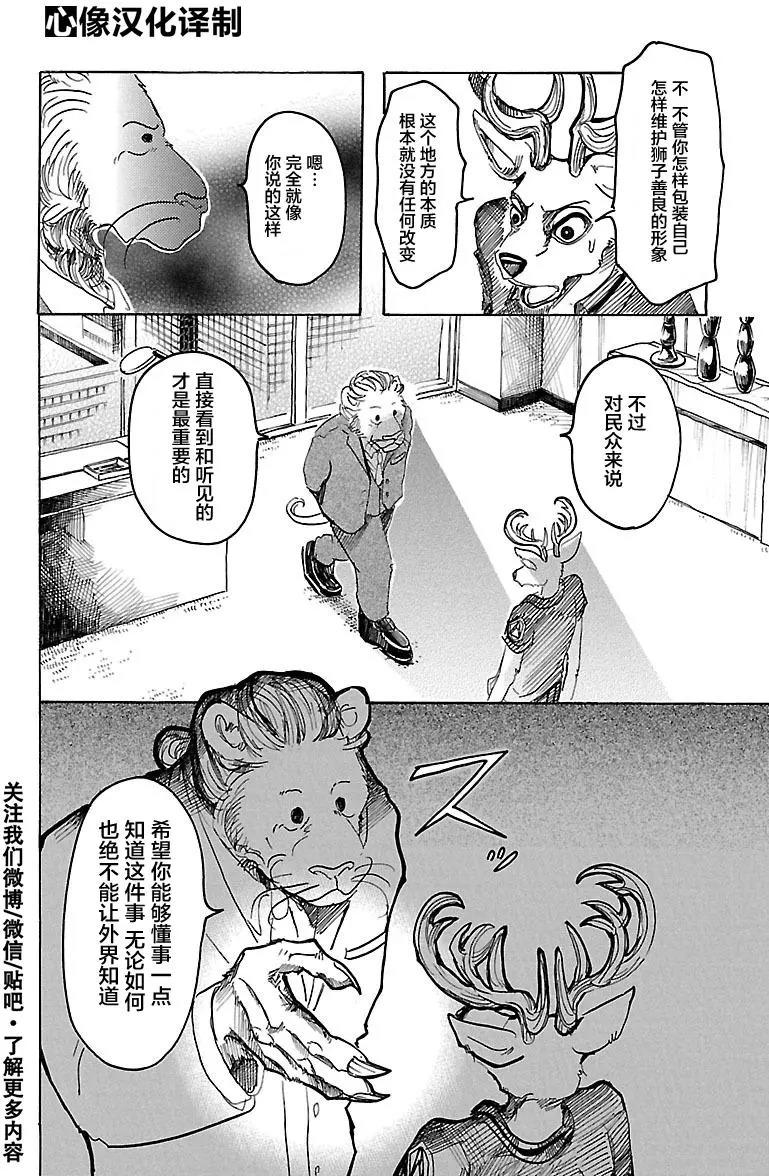 心像汉化译制
不 不管你怎样包装自己
怎样维护狮子善良的形象
这个地方的本质
根本就没有任何改变
嗯…
完全就像
你说的这样
不过
对民众来说
直接看到和听见的
才是最重要的
希望你能够懂事一点
知道这件事 无论如何
也绝不能让外界知道
关注我们微博/微信/贴吧·了解更多内容